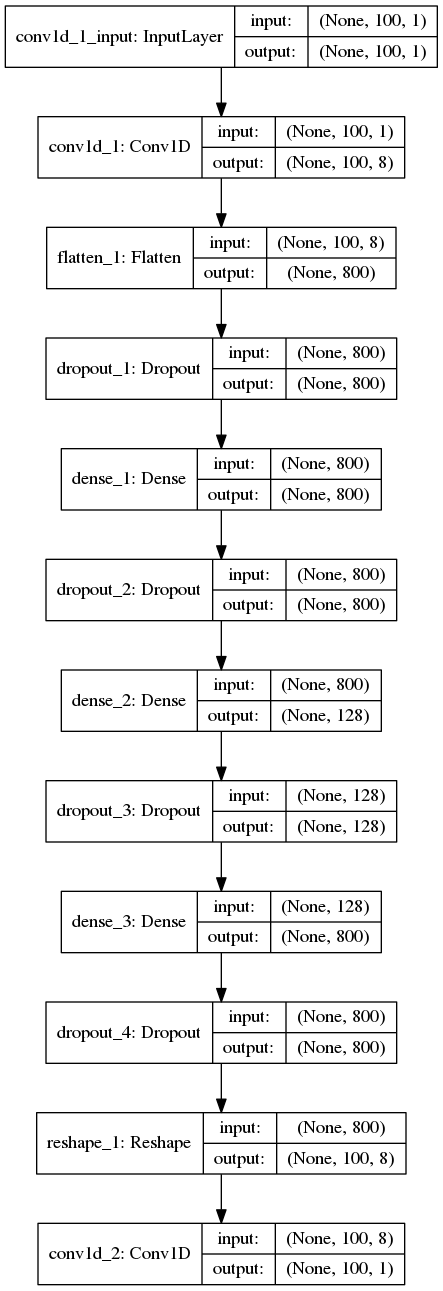 conv1d_1_input: InputLayer
input: (None, 100, 1)
output: (None, 100, 1)
conv1d_1: Conv1D
input: (None, 100, 1)
output: (None, 100, 8)
flatten_1: Flatten
input: (None, 100, 8)
output: (None, 800)
dropout_1: Dropout
input: (None, 800)
output: (None, 800)
dense_1: Dense
input: (None, 800)
output: (None, 800)
dropout_2: Dropout
input: (None, 800)
output: (None, 800)
dense_2: Dense
input: (None, 800)
output: (None, 128)
dropout_3: Dropout
input: (None, 128)
output: (None, 128)
dense_3: Dense
input: (None, 128)
output: (None, 800)
dropout_4: Dropout
input: (None, 800)
output: (None, 800)
reshape_1: Reshape
input: (None, 800)
output: (None, 100, 8)
conv1d_2: Conv1D
input: (None, 100, 8)
output: (None, 100, 1)